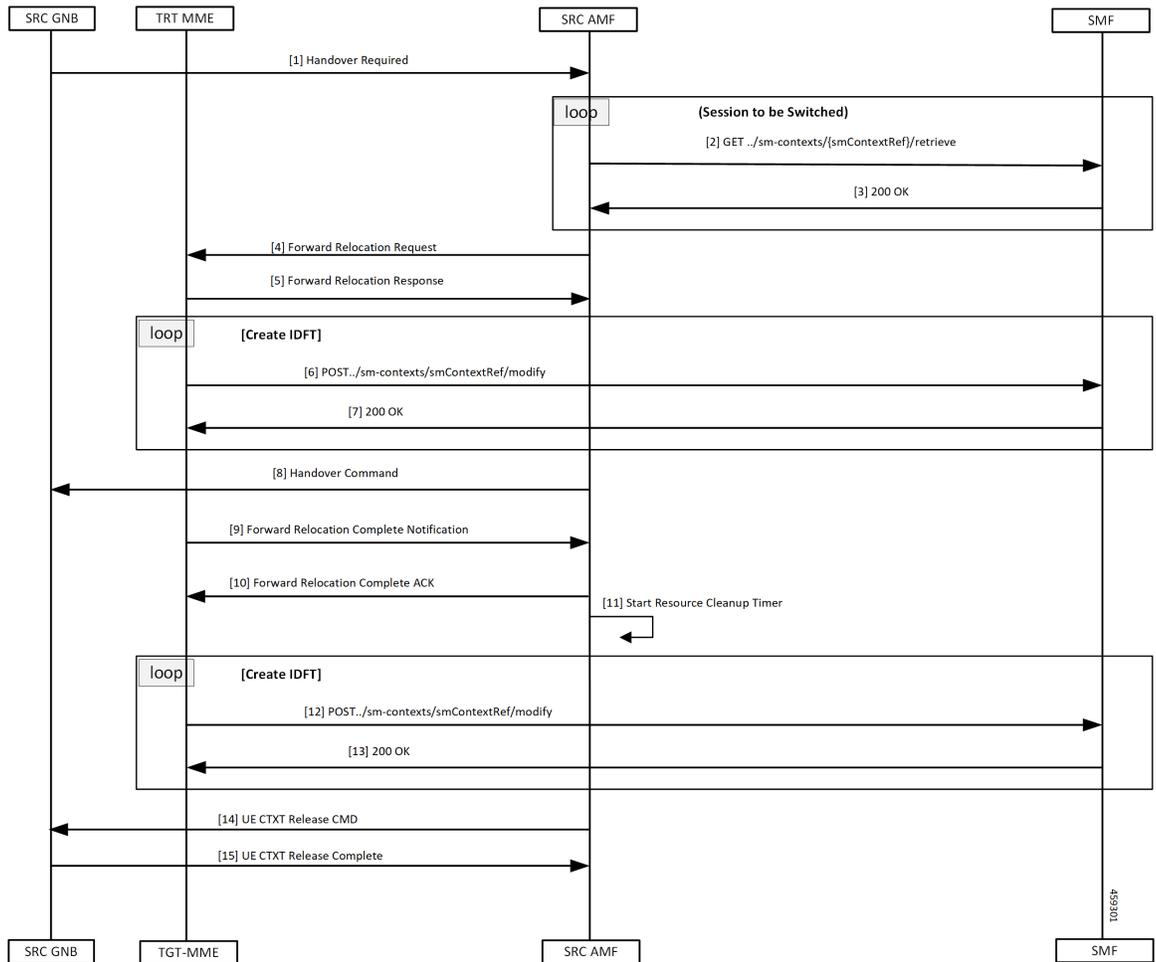 SRC GNB
TRT MME
SRC AMF
SMF
[1] Handover Required
loop
(Session to be Switched)
[2] GET ../sm-contexts/{smContextRef}/retrieve
[3] 200 OK
[4] Forward Relocation Request
[5] Forward Relocation Response
loop
[Create IDFT]
[6] POST../sm-contexts/smContextRef/modify
[7] 200 OK
[8] Handover Command
[9] Forward Relocation Complete Notification
[10] Forward Relocation Complete ACK
[11] Start Resource Cleanup Timer
loop
[Create IDFT]
[12] POST../sm-contexts/smContextRef/modify
[13] 200 OK
[14] UE CTXT Release CMD
[15] UE CTXT Release Complete
459301
SRC GNB
TGT-MME
SRC AMF
SMF